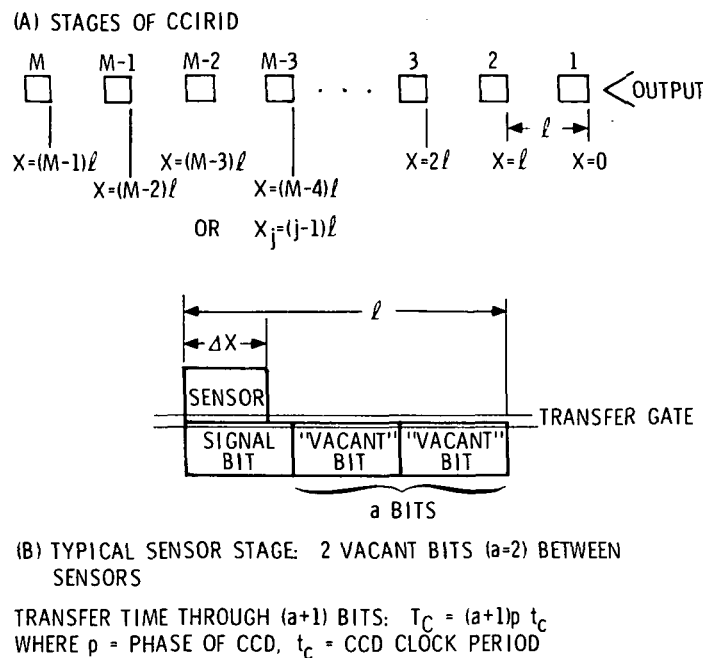 (A) STAGES OF CCIRID
M M-1 M-2 M-3 . . . 3 2 1
OUTPUT
ℓ
X=(M-1)ℓ X=(M-3)ℓ X=2ℓ X=ℓ X=0
X=(M-2)ℓ X=(M-4)ℓ
OR Xj=(j-1)ℓ
ℓ
ΔX
SENSOR
TRANSFER GATE
SIGNAL BIT
"VACANT" BIT
"VACANT" BIT
a BITS
(B) TYPICAL SENSOR STAGE: 2 VACANT BITS (a=2) BETWEEN
SENSORS
TRANSFER TIME THROUGH (a+1) BITS: TC = (a+1)p tc
WHERE p = PHASE OF CCD, tc = CCD CLOCK PERIOD